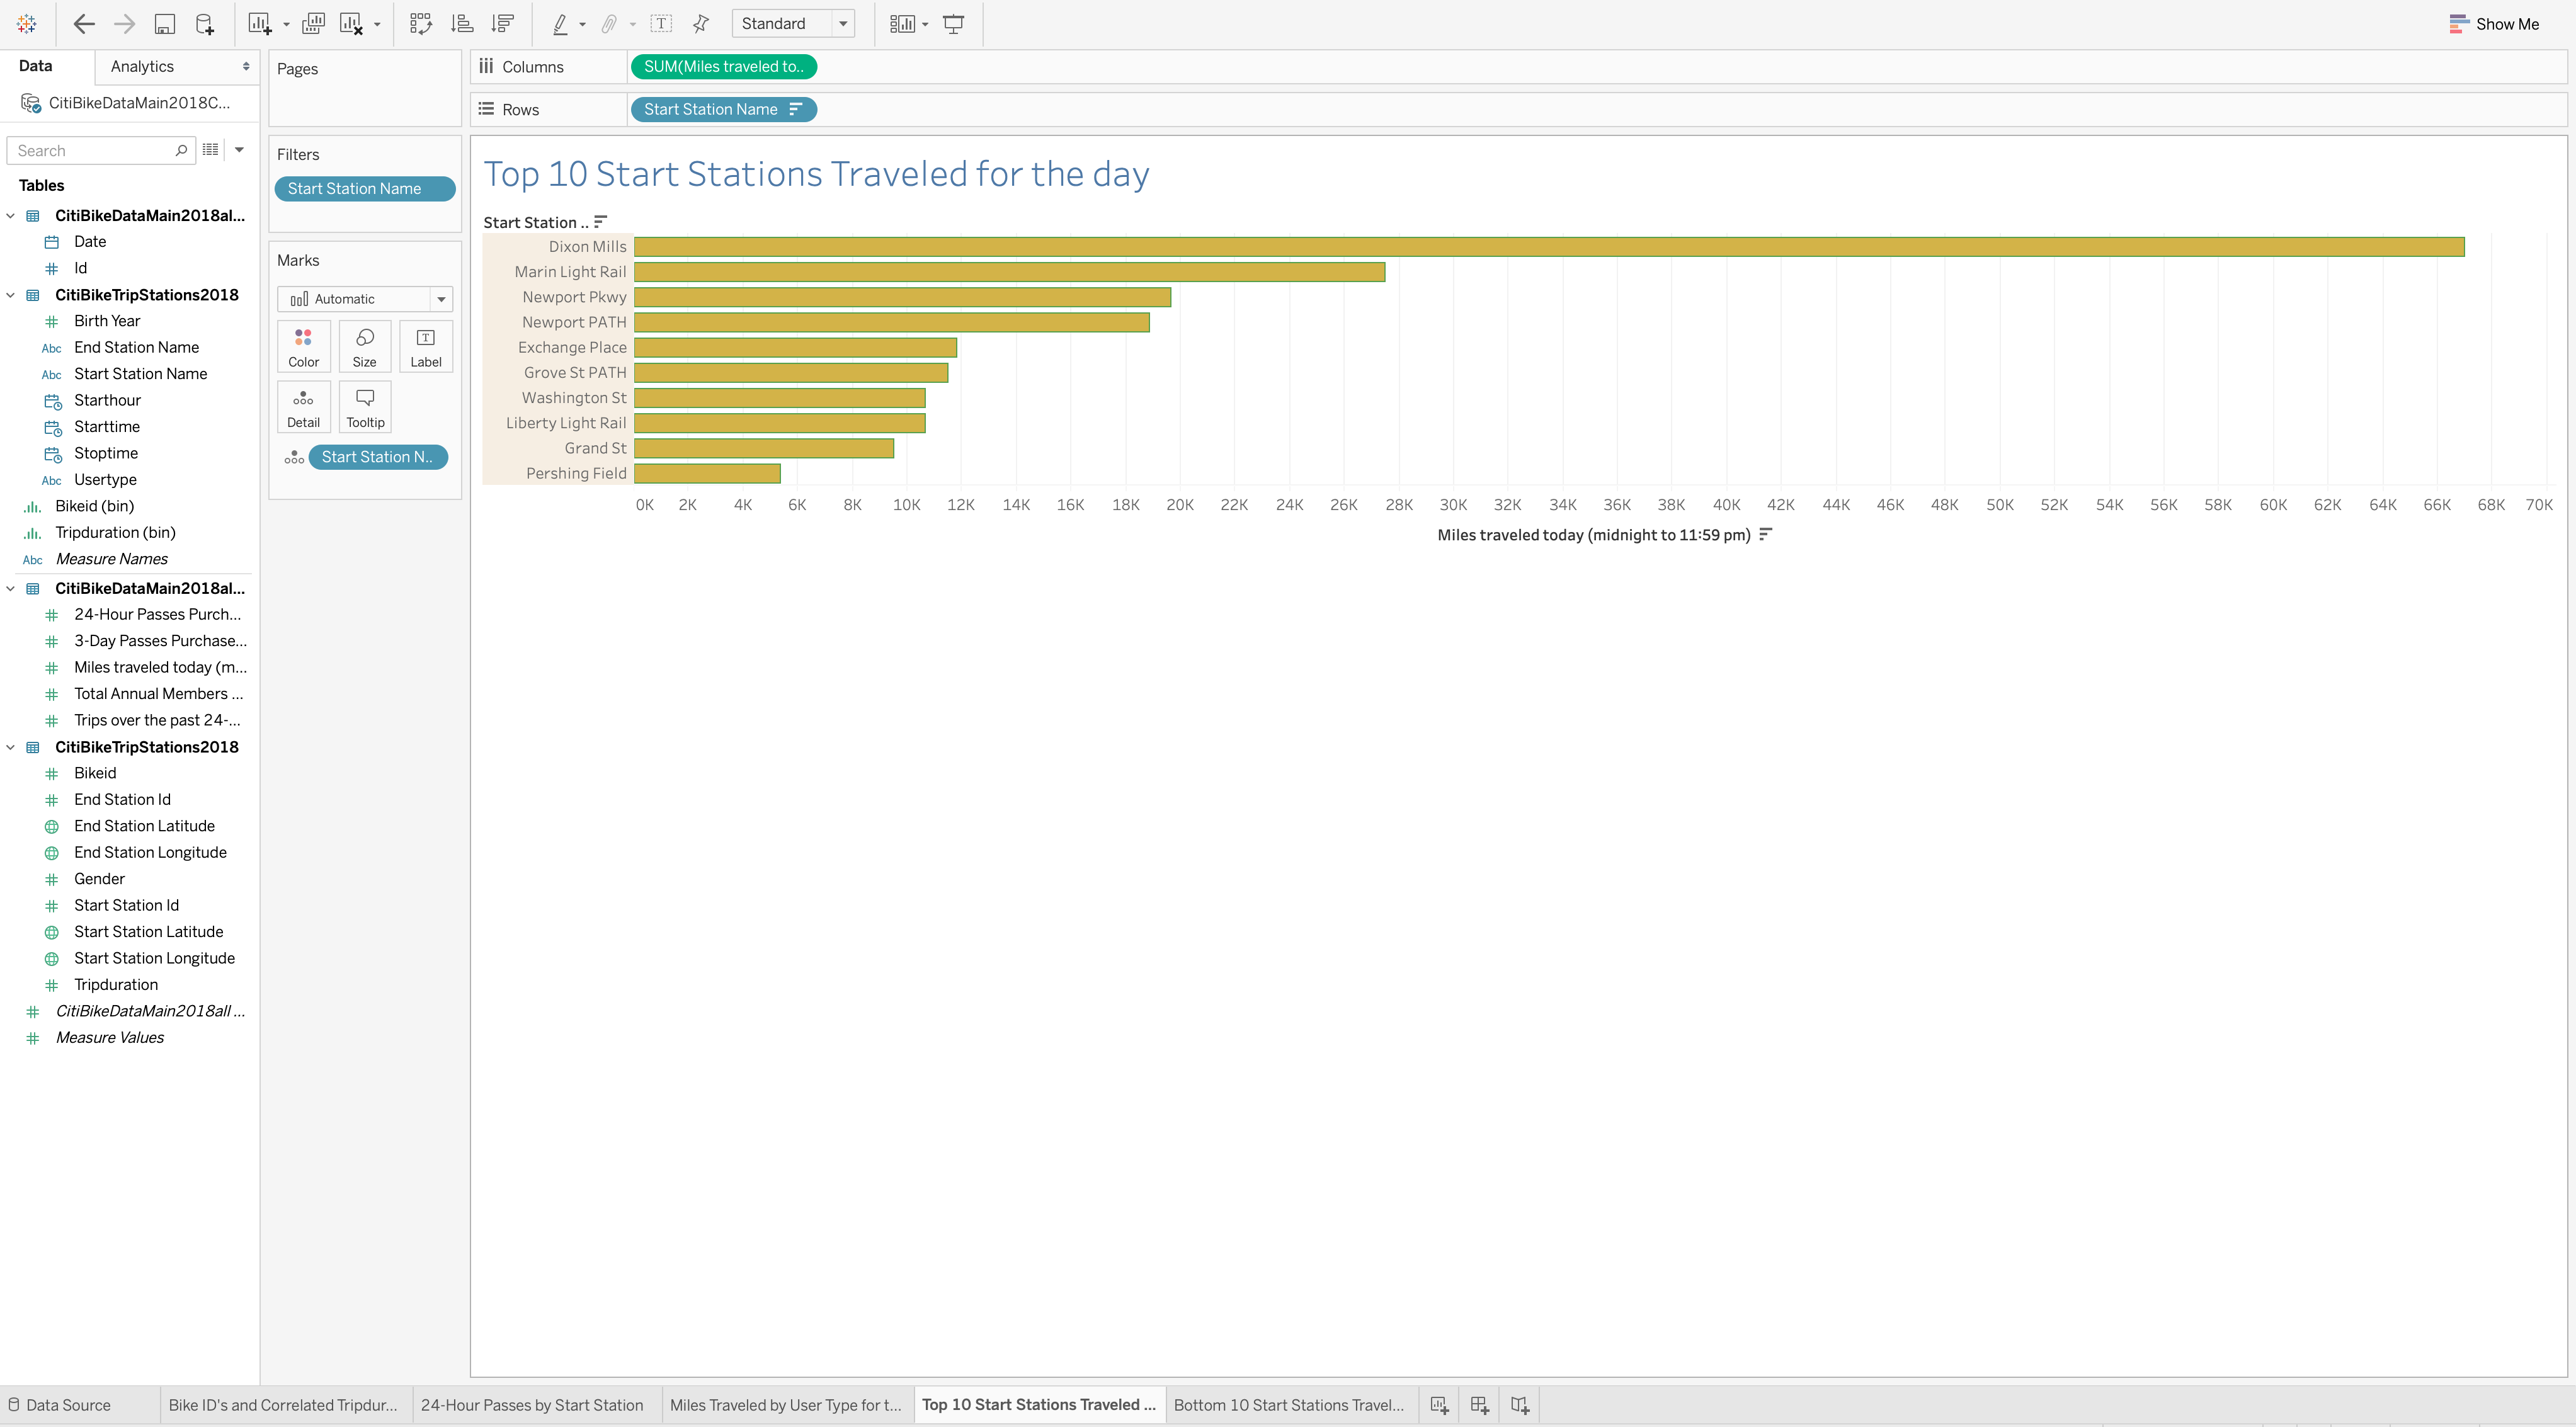 Standard
Show Me
Data
Analytics
CitiBikeDataMain2018C...
Search
Tables
CitiBikeDataMain2018al...
Date
Id
CitiBikeTripStations2018
Birth Year
Abc End Station Name
Abc Start Station Name
Starthour
Starttime
Stoptime
Abc Usertype
Bikeid (bin)
Tripduration (bin)
Abc Measure Names
CitiBikeDataMain2018al...
24-Hour Passes Purch...
3-Day Passes Purchase...
Miles traveled today (m...
Total Annual Members ...
Trips over the past 24-...
CitiBikeTripStations2018
Bikeid
End Station Id
End Station Latitude
End Station Longitude
Gender
Start Station Id
Start Station Latitude
Start Station Longitude
Tripduration
CitiBikeDataMain2018all ...
Measure Values
Pages
Filters
Start Station Name
Marks
Automatic
Color Size Label
Detail Tooltip
Start Station N..
Columns SUM(Miles traveled to..
Rows Start Station Name
Top 10 Start Stations Traveled for the day
Start Station ..
Dixon Mills
Marin Light Rail
Newport Pkwy
Newport PATH
Exchange Place
Grove St PATH
Washington St
Liberty Light Rail
Grand St
Pershing Field
0K 2K 4K 6K 8K 10K 12K 14K 16K 18K 20K 22K 24K 26K 28K 30K 32K 34K 36K 38K 40K 42K 44K 46K 48K 50K 52K 54K 56K 58K 60K 62K 64K 66K 68K 70K
Miles traveled today (midnight to 11:59 pm)
Data Source
Bike ID's and Correlated Tripdur...
24-Hour Passes by Start Station
Miles Traveled by User Type for t...
Top 10 Start Stations Traveled ...
Bottom 10 Start Stations Travel...